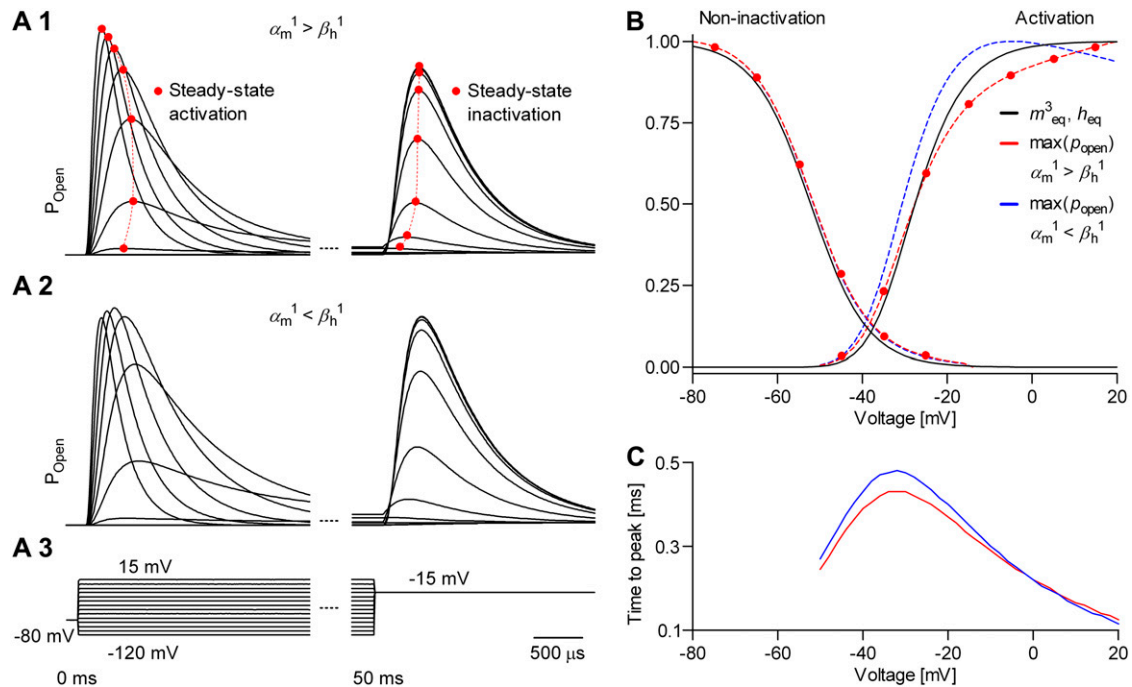 A 1
αm1 > βh1
Steady-state
activation
Steady-state
inactivation
POpen
A 2
αm1 < βh1
POpen
A 3
15 mV
-15 mV
-80 mV
-120 mV
500 µs
0 ms
50 ms
B
Non-inactivation
Activation
1.00
0.75
0.50
0.25
0.00
m3eq, heq
max(popen)
αm1 > βh1
max(popen)
αm1 < βh1
-80
-60
-40
-20
0
20
Voltage [mV]
C
Time to peak [ms]
0.5
0.3
0.1
-80
-60
-40
-20
0
20
Voltage [mV]